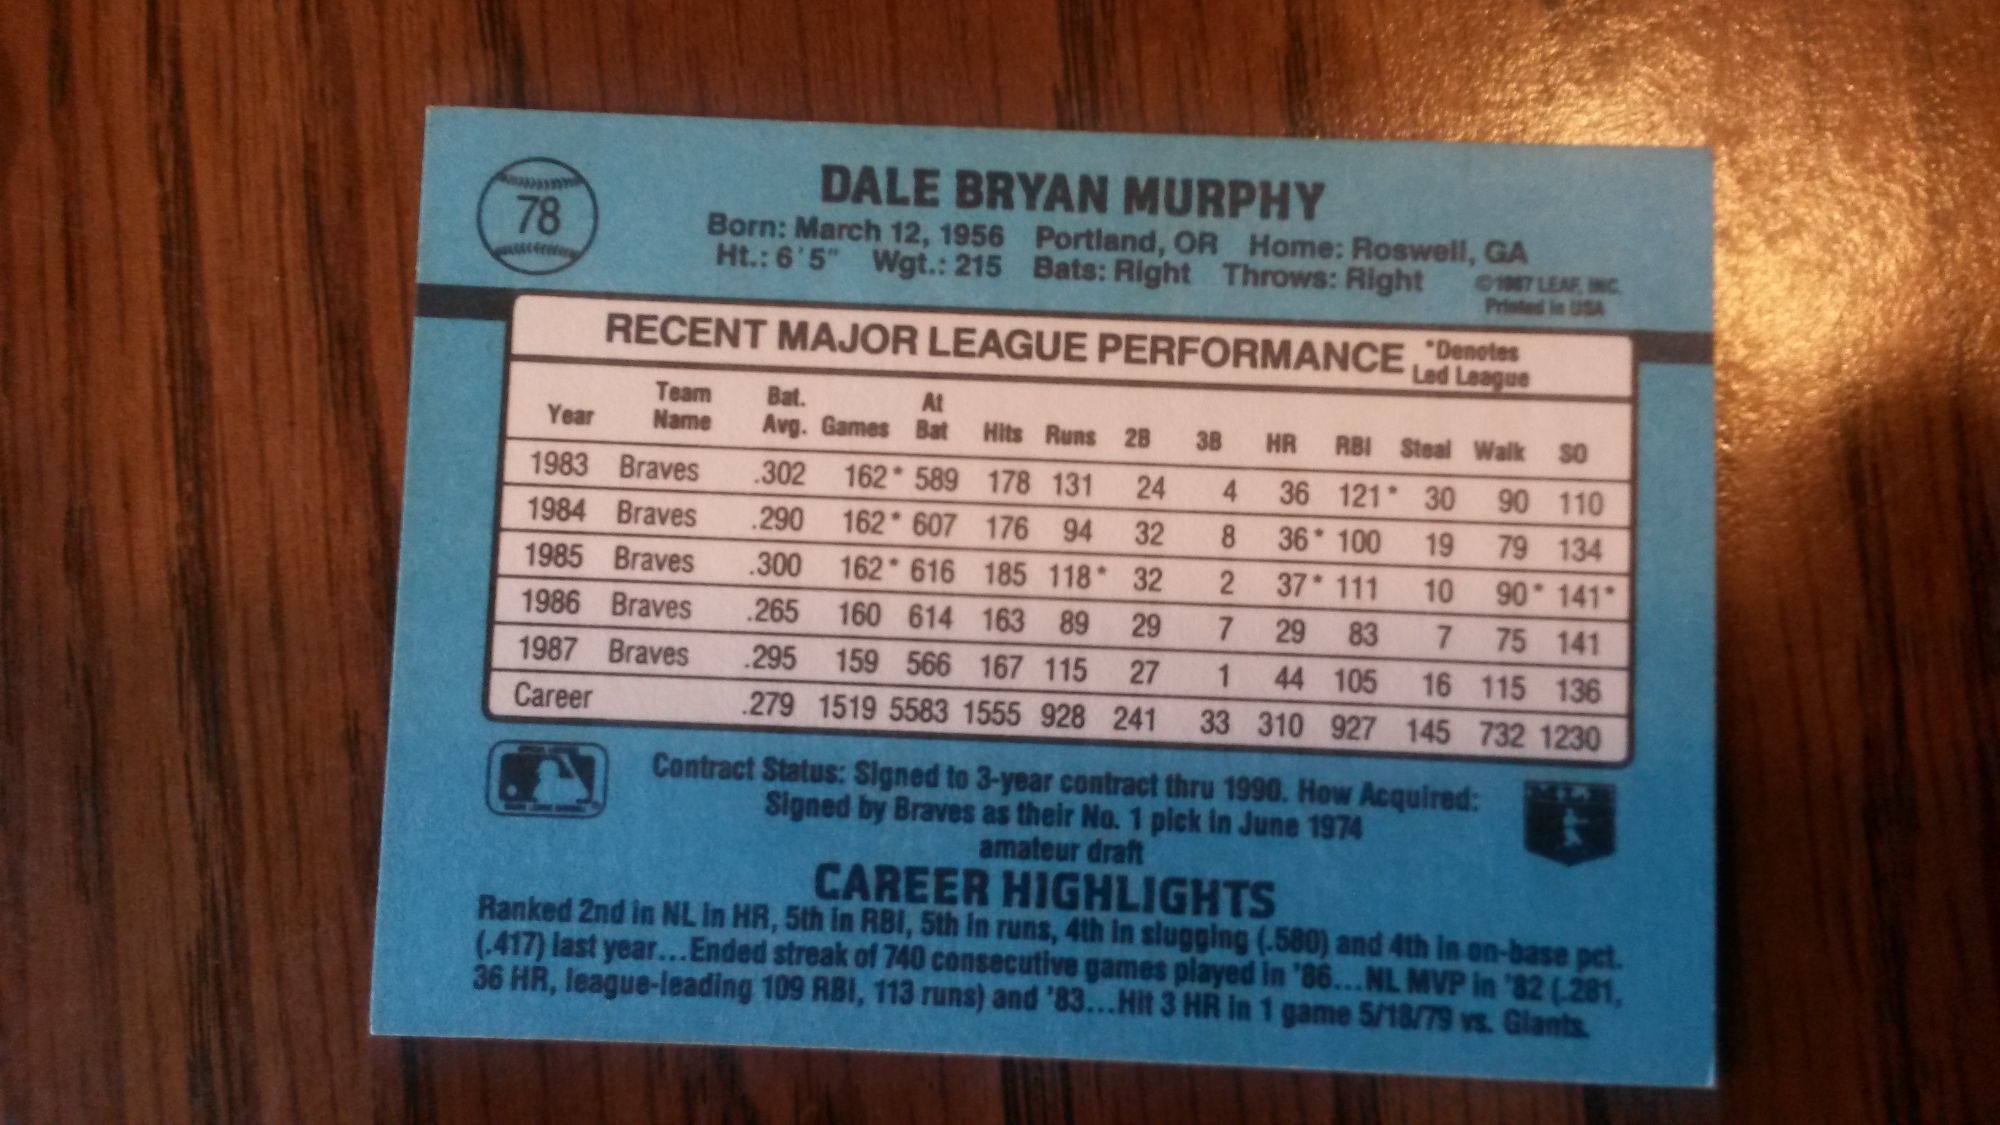 78
DALE BRYAN MURPHY
Born: March 12, 1956 Portland, OR Home: Roswell, GA
Ht.: 6'5" Wgt.: 215 Bats: Right Throws: Right
©1987 LEAF, INC.
Printed in USA
RECENT MAJOR LEAGUE PERFORMANCE *Denotes Led League
Year Team Name Bat. Avg. Games At Bat Hits Runs 2B 3B HR RBI Steal Walk SO
1983 Braves .302 162* 589 178 131 24 4 36 121* 30 90 110
1984 Braves .290 162* 607 176 94 32 8 36* 100 19 79 134
1985 Braves .300 162* 616 185 118* 32 2 37* 111 10 90* 141*
1986 Braves .265 160 614 163 89 29 7 29 83 7 75 141
1987 Braves .295 159 566 167 115 27 1 44 105 16 115 136
Career .279 1519 5583 1555 928 241 33 310 927 145 732 1230
Contract Status: Signed to 3-year contract thru 1990. How Acquired:
Signed by Braves as their No. 1 pick in June 1974
amateur draft
CAREER HIGHLIGHTS
Ranked 2nd in NL in HR, 5th in RBI, 5th in runs, 4th in slugging (.580) and 4th in on-base pct.
(.417) last year...Ended streak of 740 consecutive games played in '86...NL MVP in '82 (.281,
36 HR, league-leading 109 RBI, 113 runs) and '83...Hit 3 HR in 1 game 5/18/79 vs. Giants.